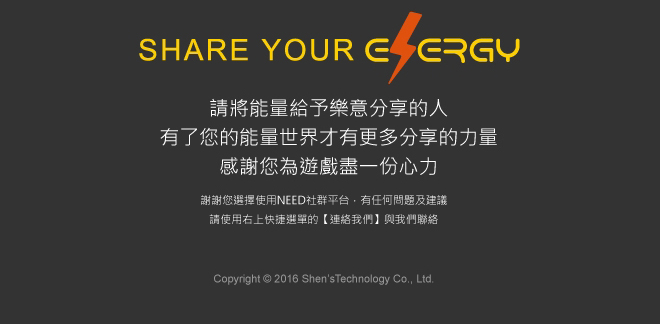 SHARE YOUR ENERGY
請將能量給予樂意分享的人
有了您的能量世界才有更多分享的力量
感謝您為遊戲盡一份心力
謝謝您選擇使用NEED社群平台，有任何問題及建議
請使用右上快捷選單的【連絡我們】與我們聯絡
Copyright © 2016 Shen'sTechnology Co., Ltd.